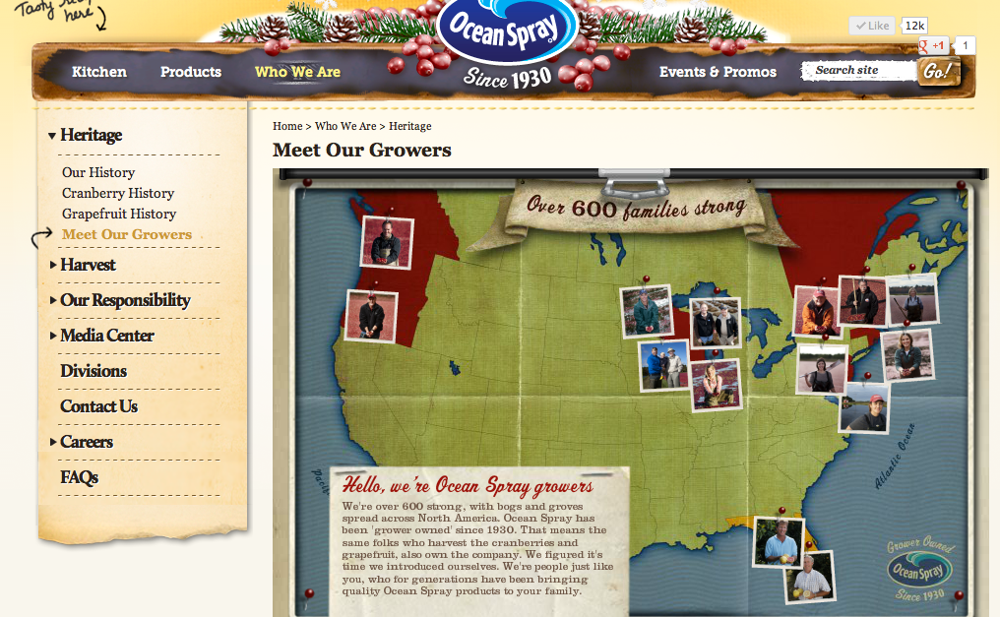 Tasty
here
Like
12k
Ocean Spray
+1
1
Kitchen
Products
Who We Are
Since 1930
Events & Promos
Search site
Go!
Heritage
Our History
Cranberry History
Grapefruit History
Meet Our Growers
Harvest
Our Responsibility
Media Center
Divisions
Contact Us
Careers
FAQs
Home > Who We Are > Heritage
Meet Our Growers
Over 600 families strong
Atlantic Ocean
Hello, we're Ocean Spray growers
We're over 600 strong, with bogs and groves
spread across North America. Ocean Spray has
been 'grower owned' since 1930. That means the
same folks who harvest the cranberries and
grapefruit, also own the company. We figured it's
time we introduced ourselves. We're people just like
you, who for generations have been bringing
quality Ocean Spray products to your family.
Grower Owned
Ocean Spray
Since 1930